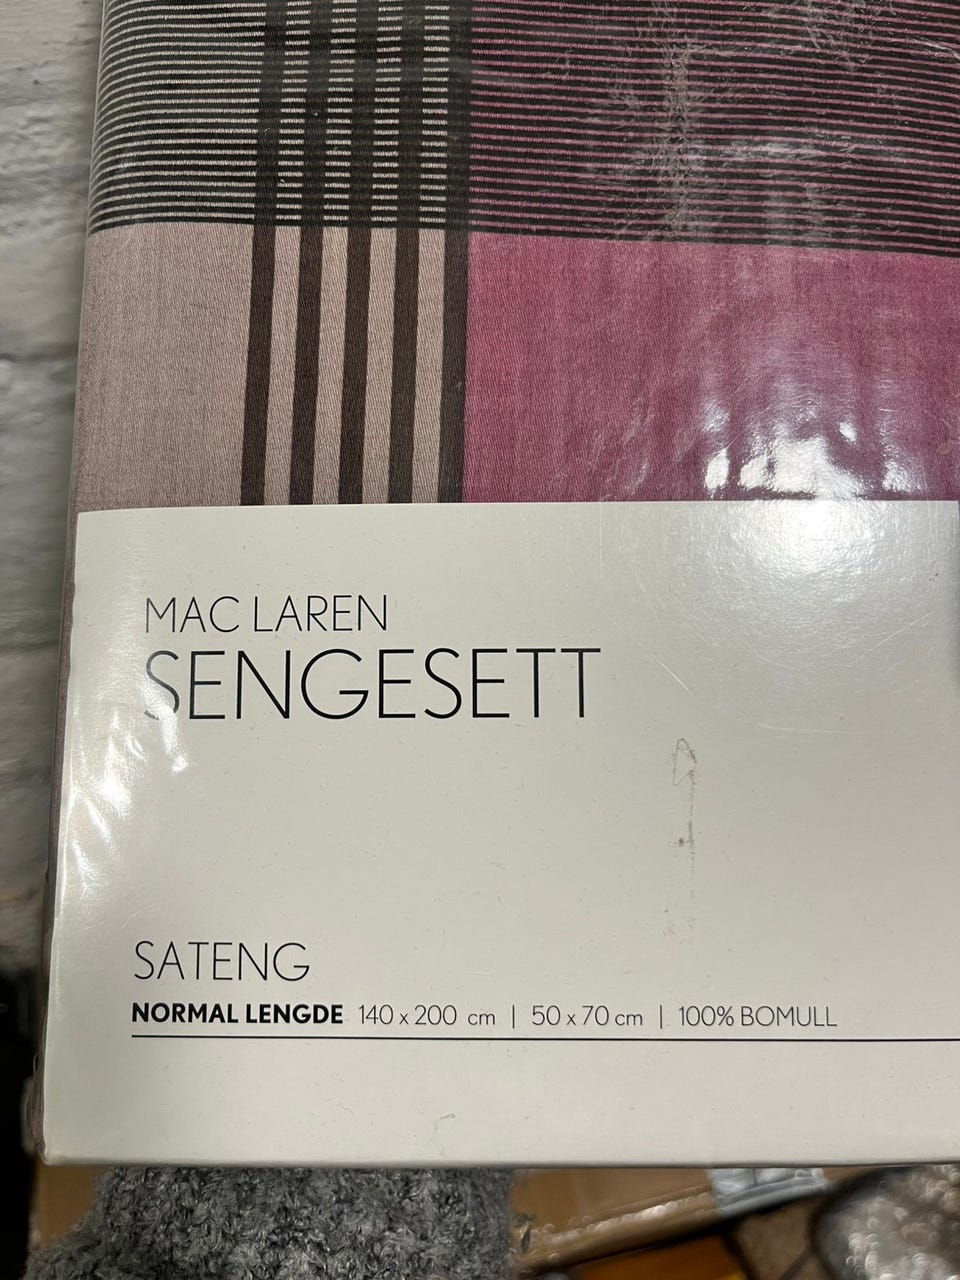 MAC LAREN
SENGESETT
SATENG
NORMAL LENGDE 140 x 200 cm | 50 x 70 cm | 100% BOMULL